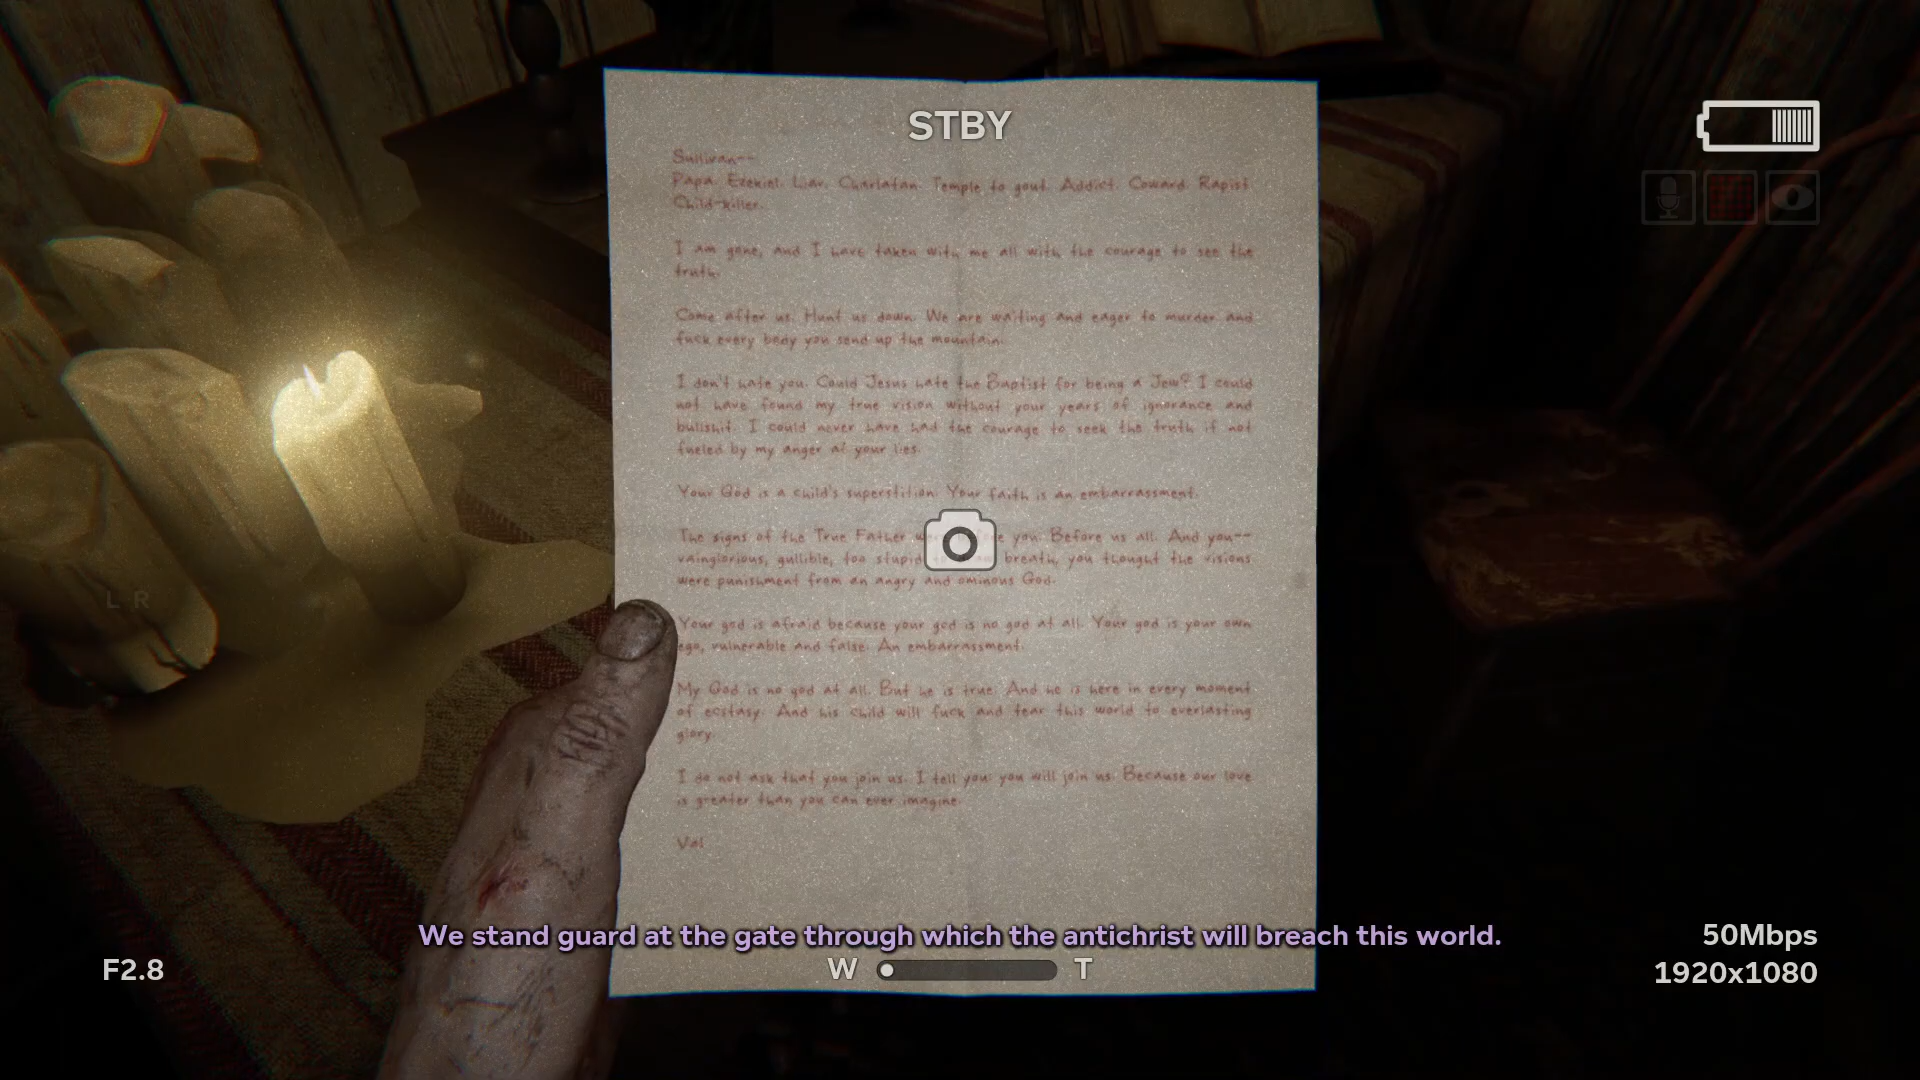 STBY
Sullivan--
Papa. Ezekiel. Liar. Charlatan. Temple to gout. Addict. Coward. Rapist.
Child-killer.
I am gone, and I have taken with me all with the courage to see the
truth.
Come after us. Hunt us down. We are waiting and eager to murder and
fuck every body you send up the mountain.
I don't hate you. Could Jesus hate the Baptist for being a Jew? I could
not have found my true vision without your years of ignorance and
bullshit. I could never have had the courage to seek the truth if not
fueled by my anger at your lies.
Your God is a child's superstition. Your faith is an embarrassment.
The signs of the True Father you. Before us all. And you--
vainglorious, gullible, too stupid breath, you thought the visions
were punishment from an angry and ominous God.
Your god is afraid because your god is no god at all. Your god is your own
ego, vulnerable and false. An embarrassment.
My God is no god at all. But he is true. And he is here in every moment
of ecstasy. And his child will fuck and tear this world to everlasting
glory.
I do not ask that you join us. I tell you: you will join us. Because our love
is greater than you can ever imagine.
Val
L R
We stand guard at the gate through which the antichrist will breach this world.
F2.8
W T
50Mbps
1920x1080